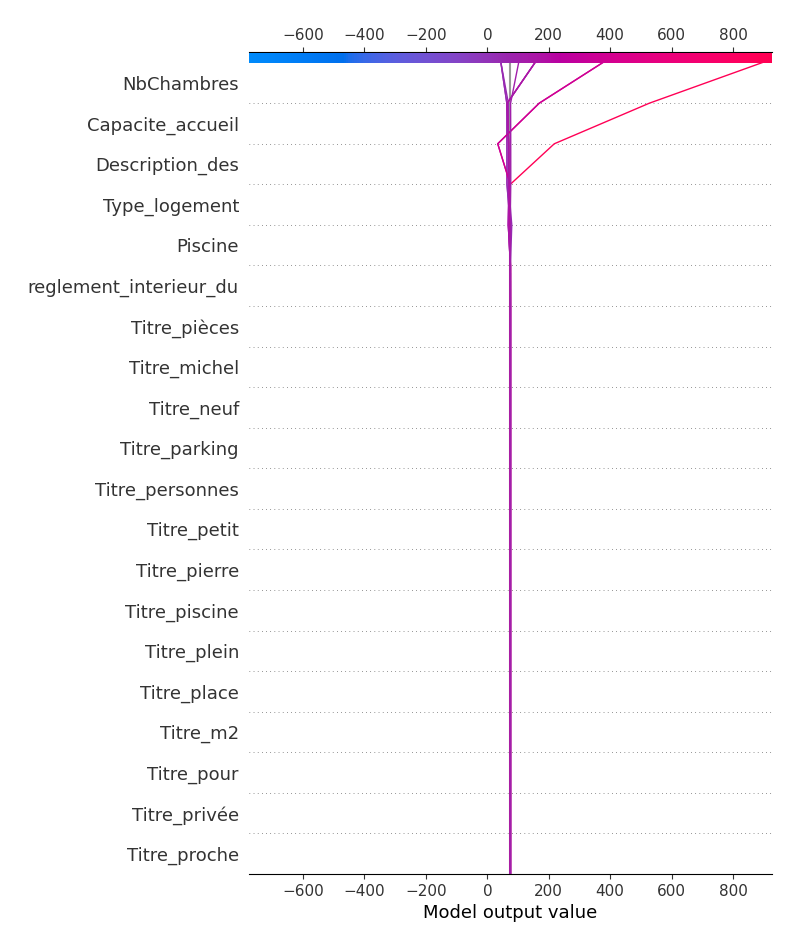 −600 −400 −200 0 200 400 600 800
NbChambres
Capacite_accueil
Description_des
Type_logement
Piscine
reglement_interieur_du
Titre_pièces
Titre_michel
Titre_neuf
Titre_parking
Titre_personnes
Titre_petit
Titre_pierre
Titre_piscine
Titre_plein
Titre_place
Titre_m2
Titre_pour
Titre_privée
Titre_proche
−600 −400 −200 0 200 400 600 800
Model output value